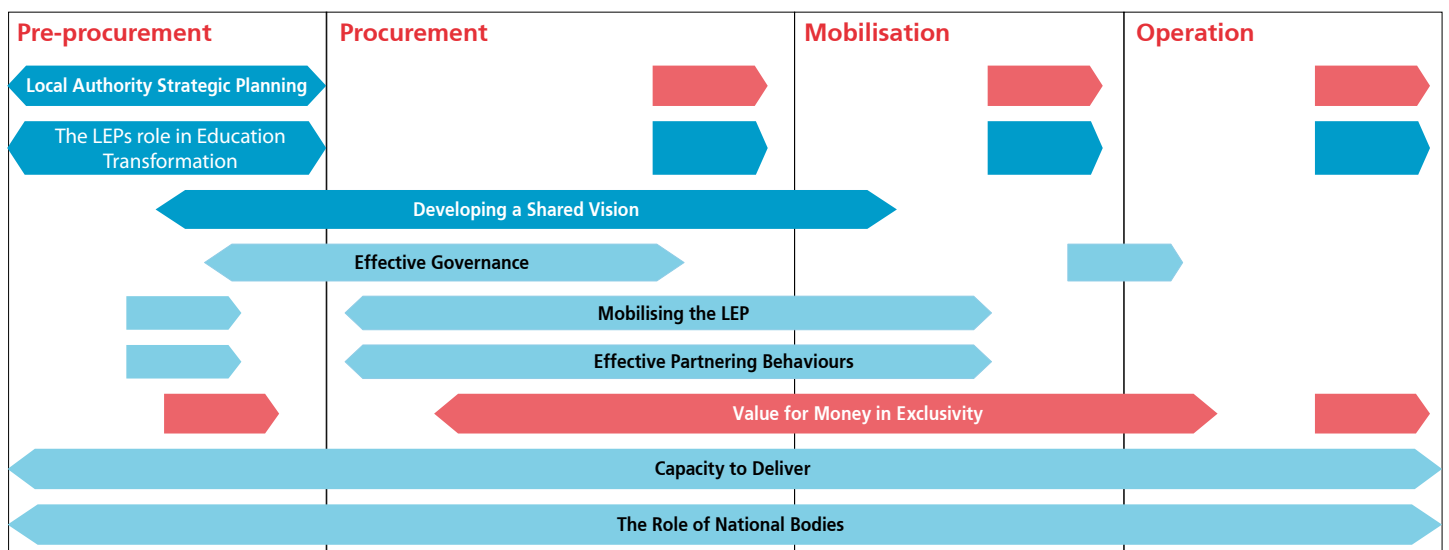 Pre-procurement
Procurement
Mobilisation
Operation
Local Authority Strategic Planning
The LEPs role in Education
Transformation
Developing a Shared Vision
Effective Governance
Mobilising the LEP
Effective Partnering Behaviours
Value for Money in Exclusivity
Capacity to Deliver
The Role of National Bodies